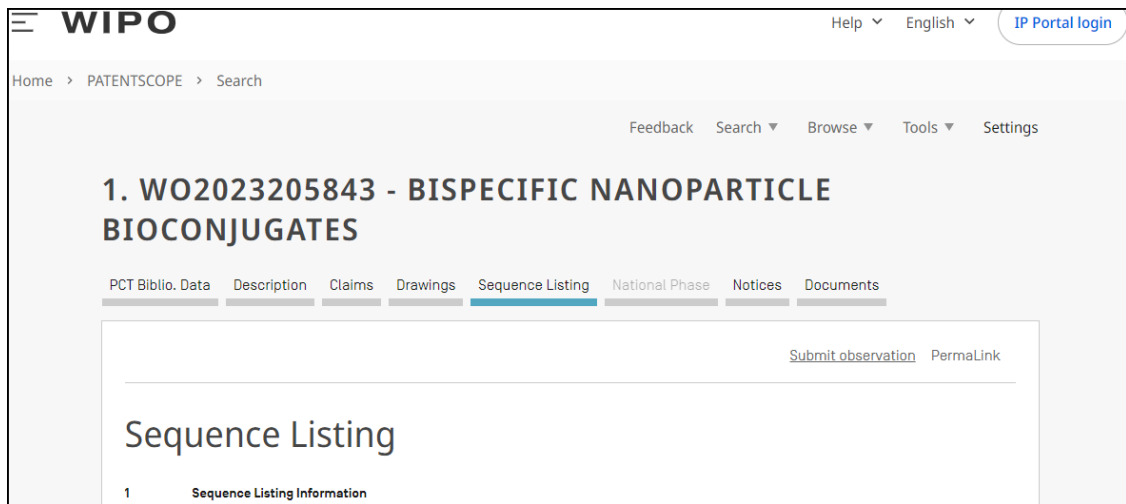 WIPO Help English IP Portal login
Home > PATENTSCOPE > Search
Feedback Search ▼ Browse ▼ Tools ▼ Settings
1. WO2023205843 - BISPECIFIC NANOPARTICLE
BIOCONJUGATES
PCT Biblio. Data Description Claims Drawings Sequence Listing National Phase Notices Documents
Submit observation PermaLink
Sequence Listing
1 Sequence Listing Information